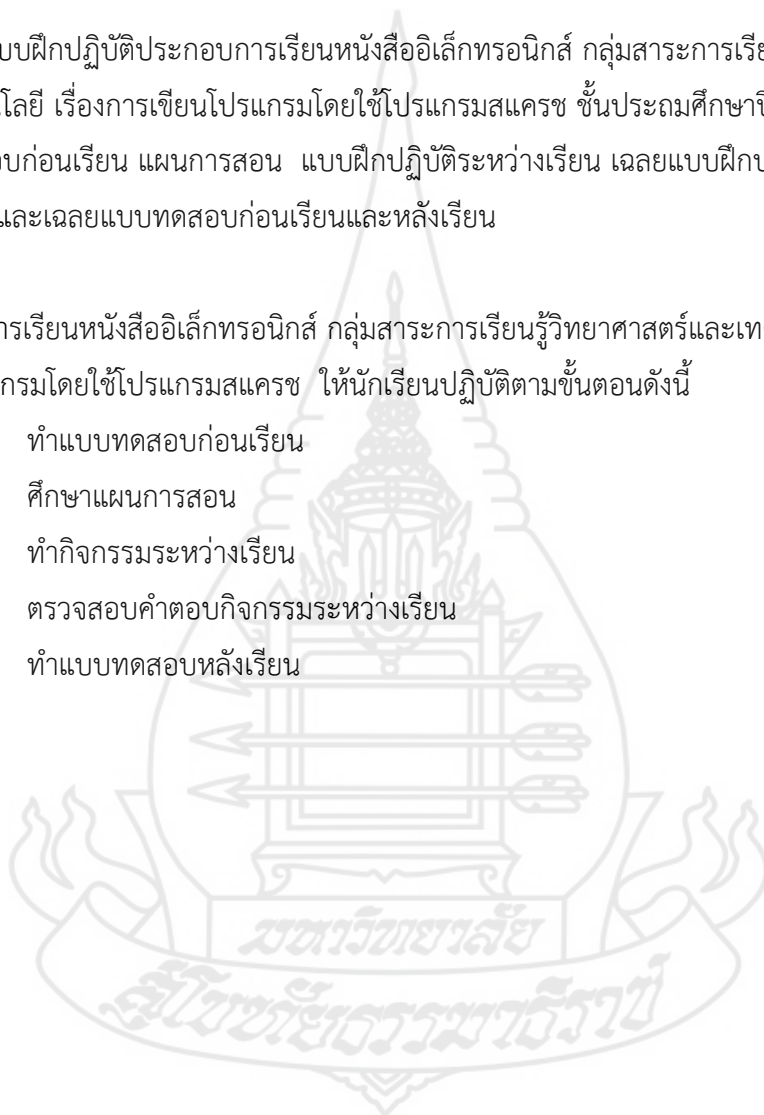 บบฝึกปฏิบัติประกอบการเรียนหนังสืออิเล็กทรอนิกส์ กลุ่มสาระการเรีย
นโลยี เรื่องการเขียนโปรแกรมโดยใช้โปรแกรมสแครช ชั้นประถมศึกษาปี
อบก่อนเรียน แผนการสอน แบบฝึกปฏิบัติระหว่างเรียน เฉลยแบบฝึกป
และเฉลยแบบทดสอบก่อนเรียนและหลังเรียน
การเรียนหนังสืออิเล็กทรอนิกส์ กลุ่มสาระการเรียนรู้วิทยาศาสตร์และเท
กรมโดยใช้โปรแกรมสแครช ให้นักเรียนปฏิบัติตามขั้นตอนดังนี้
ทำแบบทดสอบก่อนเรียน
ศึกษาแผนการสอน
ทำกิจกรรมระหว่างเรียน
ตรวจสอบคำตอบกิจกรรมระหว่างเรียน
ทำแบบทดสอบหลังเรียน
มหาวิทยาลัย
สุโขทัยธรรมาธิราช